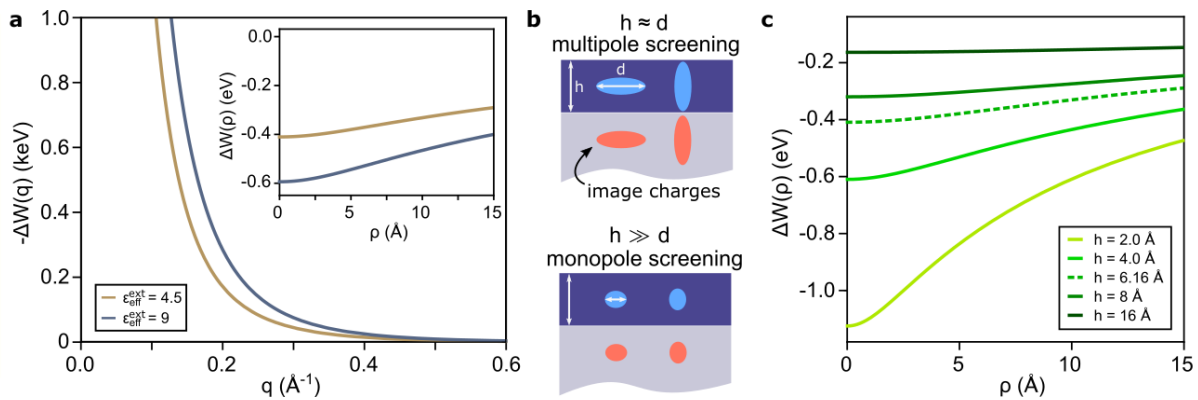 a
-ΔW(q) (keV)
1.0
0.8
0.6
0.4
0.2
0
0.0
0.2
0.4
0.6
q (Å⁻¹)
ε_eff^ext = 4.5
ε_eff^ext = 9
ΔW(ρ) (eV)
0.0
-0.2
-0.4
-0.6
0
5
10
15
ρ (Å)
b
h ≈ d
multipole screening
d
h
image charges
h ≫ d
monopole screening
c
ΔW(ρ) (eV)
-0.2
-0.4
-0.6
-0.8
-1.0
0
5
10
15
ρ (Å)
h = 2.0 Å
h = 4.0 Å
h = 6.16 Å
h = 8 Å
h = 16 Å